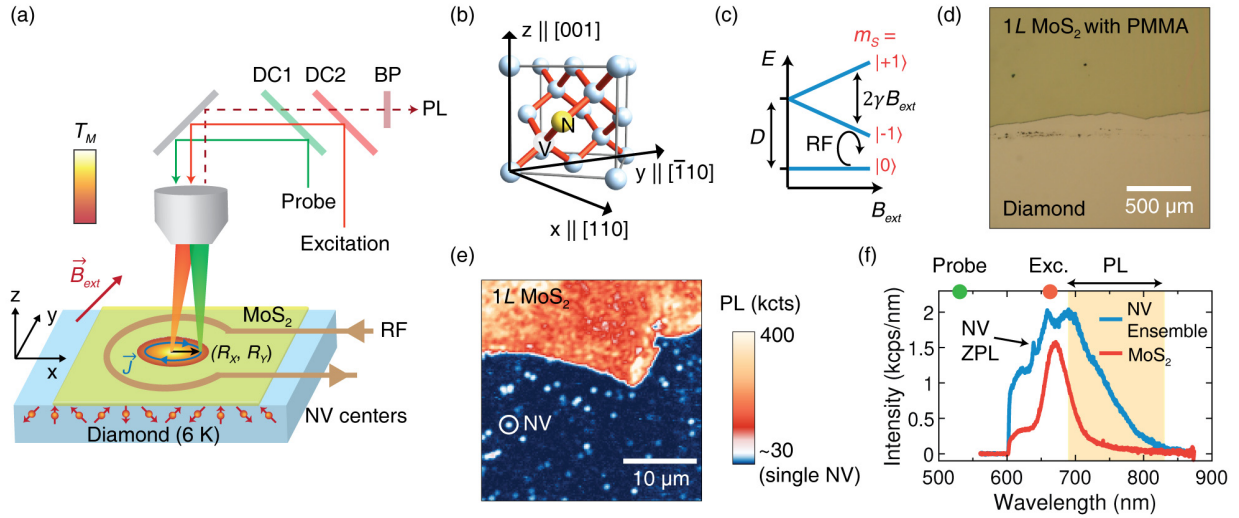 (a)
DC1 DC2 BP
PL
T_M
Probe
Excitation
B_ext
MoS₂
RF
z
y
x
J
(R_X, R_Y)
NV centers
Diamond (6 K)
(b)
z || [001]
N
V
y || [1̅10]
x || [110]
(c)
m_S =
E
|+1⟩
2γB_ext
D
RF
|-1⟩
|0⟩
B_ext
(d)
1L MoS₂ with PMMA
Diamond
500 µm
(e)
1L MoS₂
NV
10 µm
PL (kcts)
400
~30
(single NV)
(f)
Probe Exc. PL
Intensity (kcps/nm)
2
1.5
1
0.5
0
NV
ZPL
NV
Ensemble
MoS₂
500 600 700 800 900
Wavelength (nm)